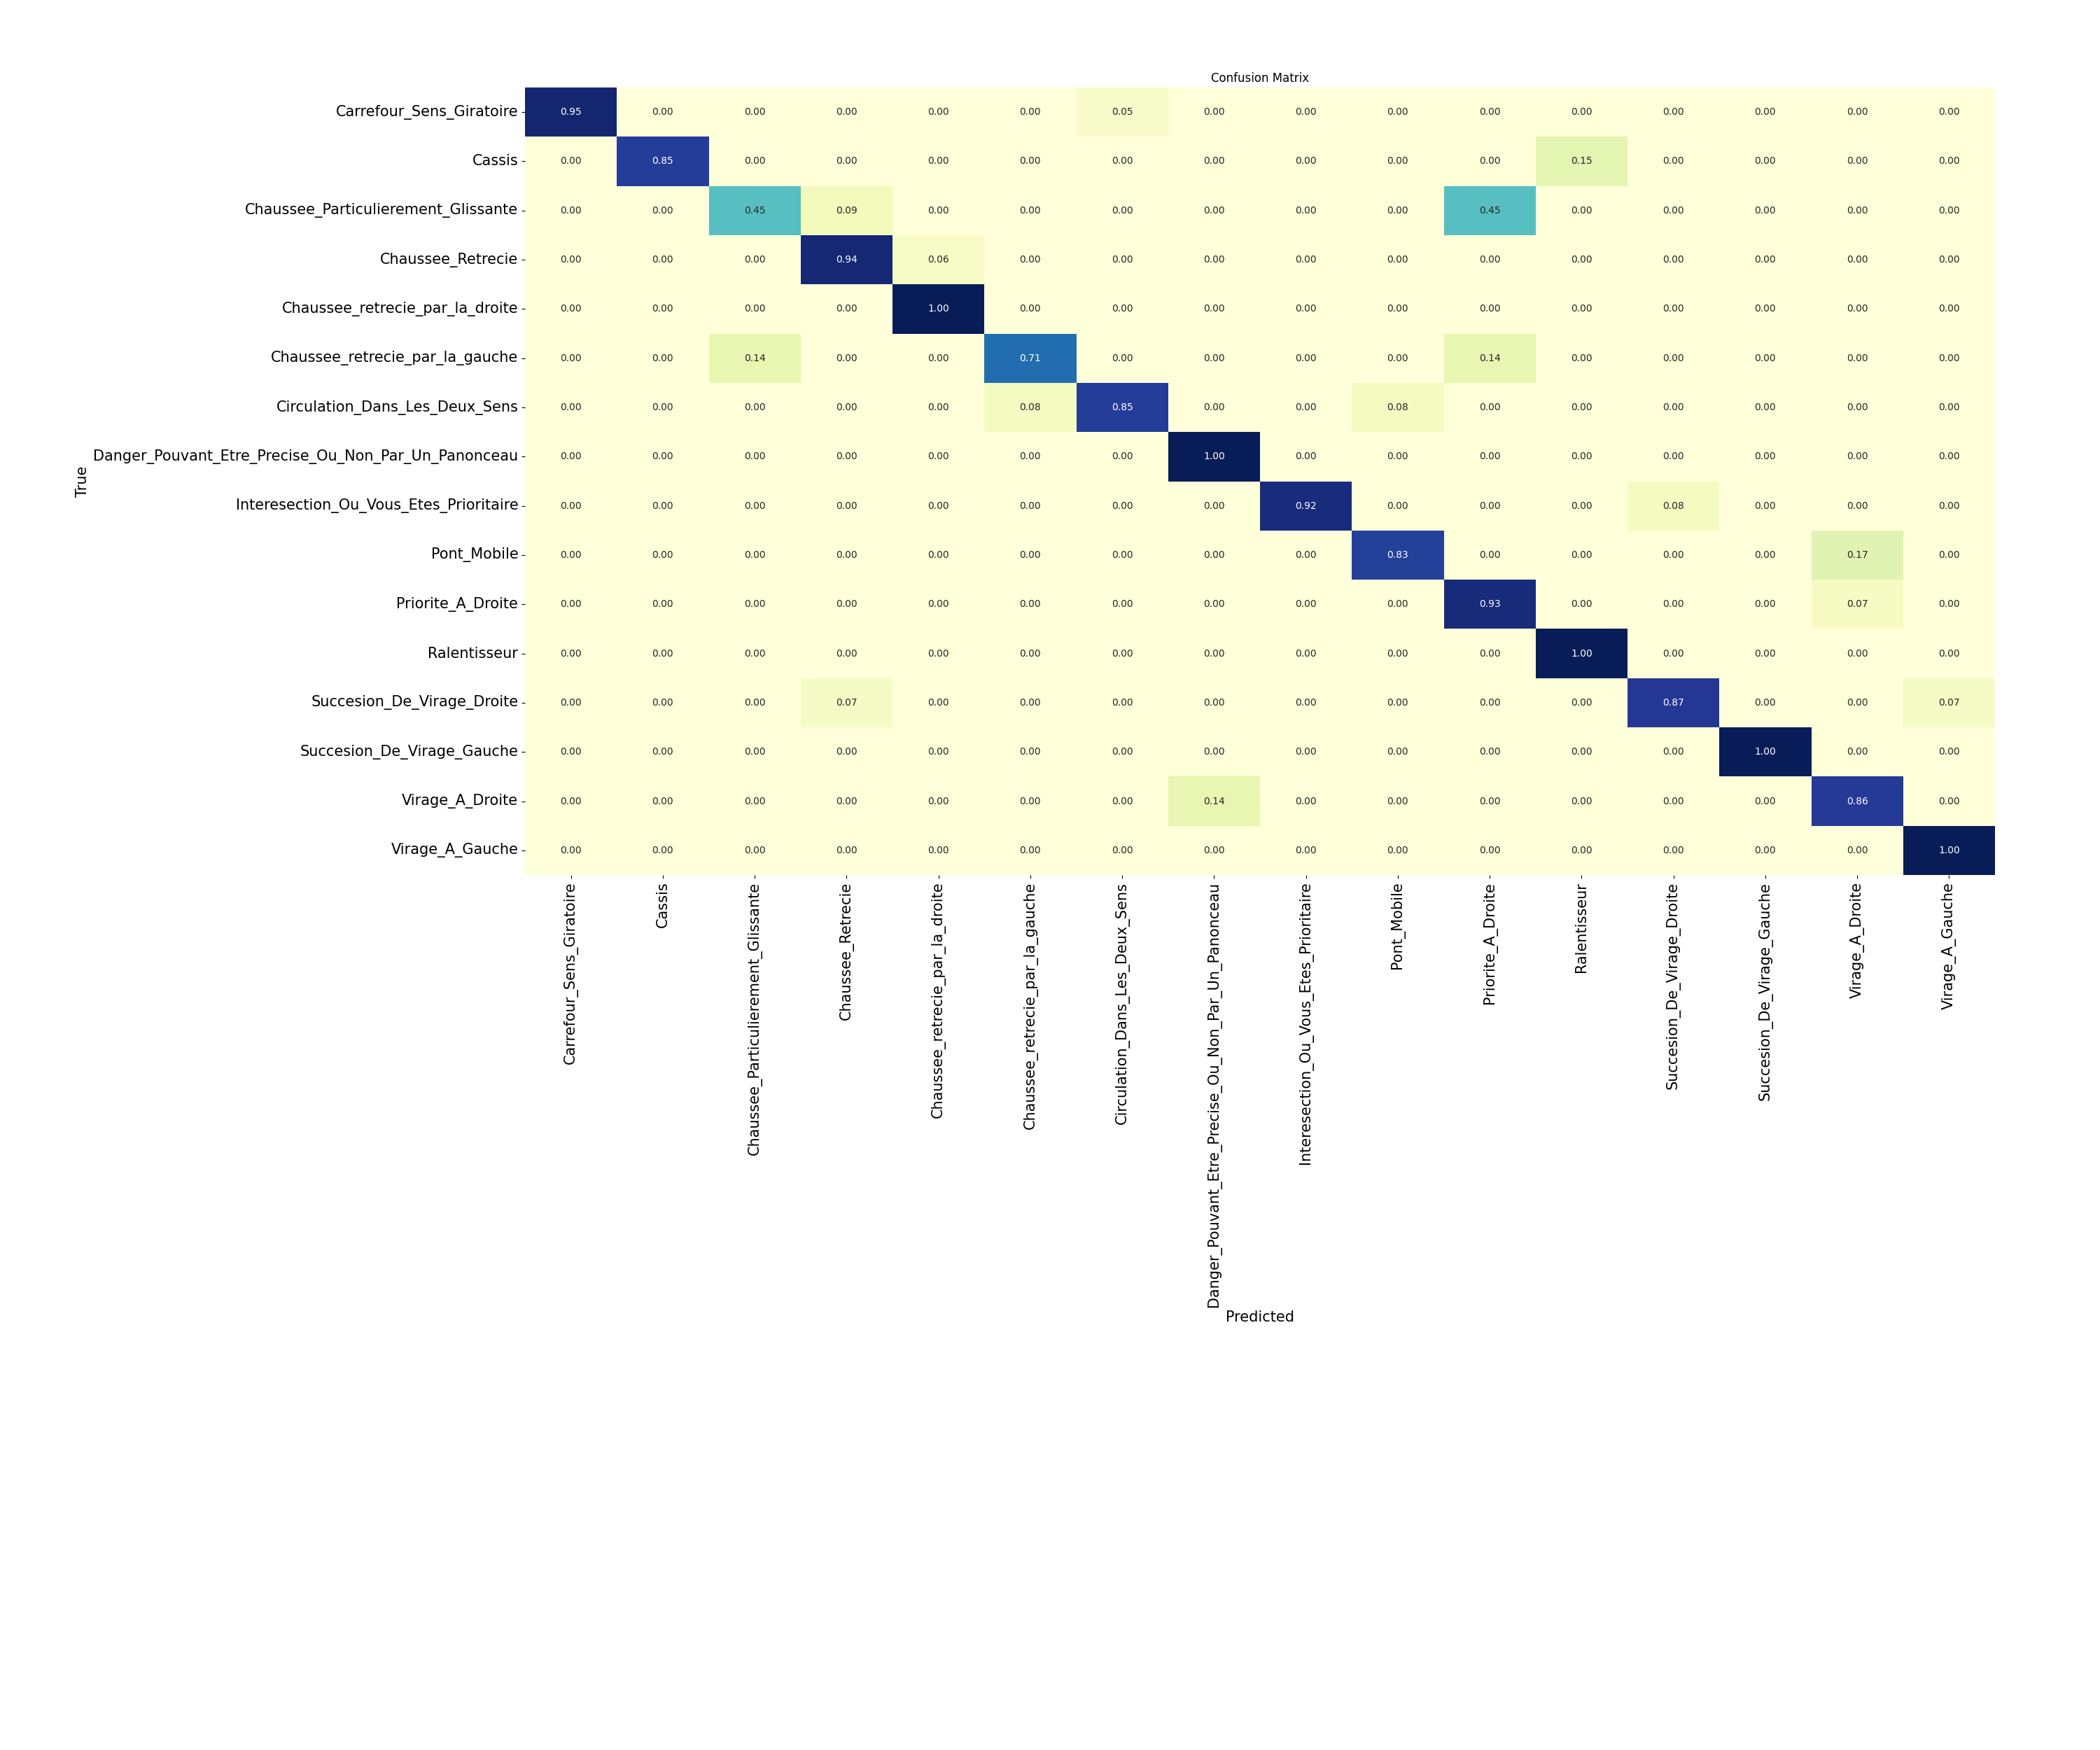 Confusion Matrix
Carrefour_Sens_Giratoire 0.95 0.00 0.00 0.00 0.00 0.00 0.05 0.00 0.00 0.00 0.00 0.00 0.00 0.00 0.00 0.00
Cassis 0.00 0.85 0.00 0.00 0.00 0.00 0.00 0.00 0.00 0.00 0.00 0.15 0.00 0.00 0.00 0.00
Chaussee_Particulierement_Glissante 0.00 0.00 0.45 0.09 0.00 0.00 0.00 0.00 0.00 0.00 0.45 0.00 0.00 0.00 0.00 0.00
Chaussee_Retrecie 0.00 0.00 0.00 0.94 0.06 0.00 0.00 0.00 0.00 0.00 0.00 0.00 0.00 0.00 0.00 0.00
Chaussee_retrecie_par_la_droite 0.00 0.00 0.00 0.00 1.00 0.00 0.00 0.00 0.00 0.00 0.00 0.00 0.00 0.00 0.00 0.00
Chaussee_retrecie_par_la_gauche 0.00 0.00 0.14 0.00 0.00 0.71 0.00 0.00 0.00 0.00 0.14 0.00 0.00 0.00 0.00 0.00
Circulation_Dans_Les_Deux_Sens 0.00 0.00 0.00 0.00 0.00 0.08 0.85 0.00 0.00 0.08 0.00 0.00 0.00 0.00 0.00 0.00
Danger_Pouvant_Etre_Precise_Ou_Non_Par_Un_Panonceau 0.00 0.00 0.00 0.00 0.00 0.00 0.00 1.00 0.00 0.00 0.00 0.00 0.00 0.00 0.00 0.00
True
Interesection_Ou_Vous_Etes_Prioritaire 0.00 0.00 0.00 0.00 0.00 0.00 0.00 0.00 0.92 0.00 0.00 0.00 0.08 0.00 0.00 0.00
Pont_Mobile 0.00 0.00 0.00 0.00 0.00 0.00 0.00 0.00 0.00 0.83 0.00 0.00 0.00 0.00 0.17 0.00
Priorite_A_Droite 0.00 0.00 0.00 0.00 0.00 0.00 0.00 0.00 0.00 0.00 0.93 0.00 0.00 0.00 0.07 0.00
Ralentisseur 0.00 0.00 0.00 0.00 0.00 0.00 0.00 0.00 0.00 0.00 0.00 1.00 0.00 0.00 0.00 0.00
Succesion_De_Virage_Droite 0.00 0.00 0.00 0.07 0.00 0.00 0.00 0.00 0.00 0.00 0.00 0.00 0.87 0.00 0.00 0.07
Succesion_De_Virage_Gauche 0.00 0.00 0.00 0.00 0.00 0.00 0.00 0.00 0.00 0.00 0.00 0.00 0.00 1.00 0.00 0.00
Virage_A_Droite 0.00 0.00 0.00 0.00 0.00 0.00 0.00 0.14 0.00 0.00 0.00 0.00 0.00 0.00 0.86 0.00
Virage_A_Gauche 0.00 0.00 0.00 0.00 0.00 0.00 0.00 0.00 0.00 0.00 0.00 0.00 0.00 0.00 0.00 1.00
Carrefour_Sens_Giratoire
Cassis
Chaussee_Particulierement_Glissante
Chaussee_Retrecie
Chaussee_retrecie_par_la_droite
Chaussee_retrecie_par_la_gauche
Circulation_Dans_Les_Deux_Sens
Danger_Pouvant_Etre_Precise_Ou_Non_Par_Un_Panonceau
Interesection_Ou_Vous_Etes_Prioritaire
Pont_Mobile
Priorite_A_Droite
Ralentisseur
Succesion_De_Virage_Droite
Succesion_De_Virage_Gauche
Virage_A_Droite
Virage_A_Gauche
Predicted